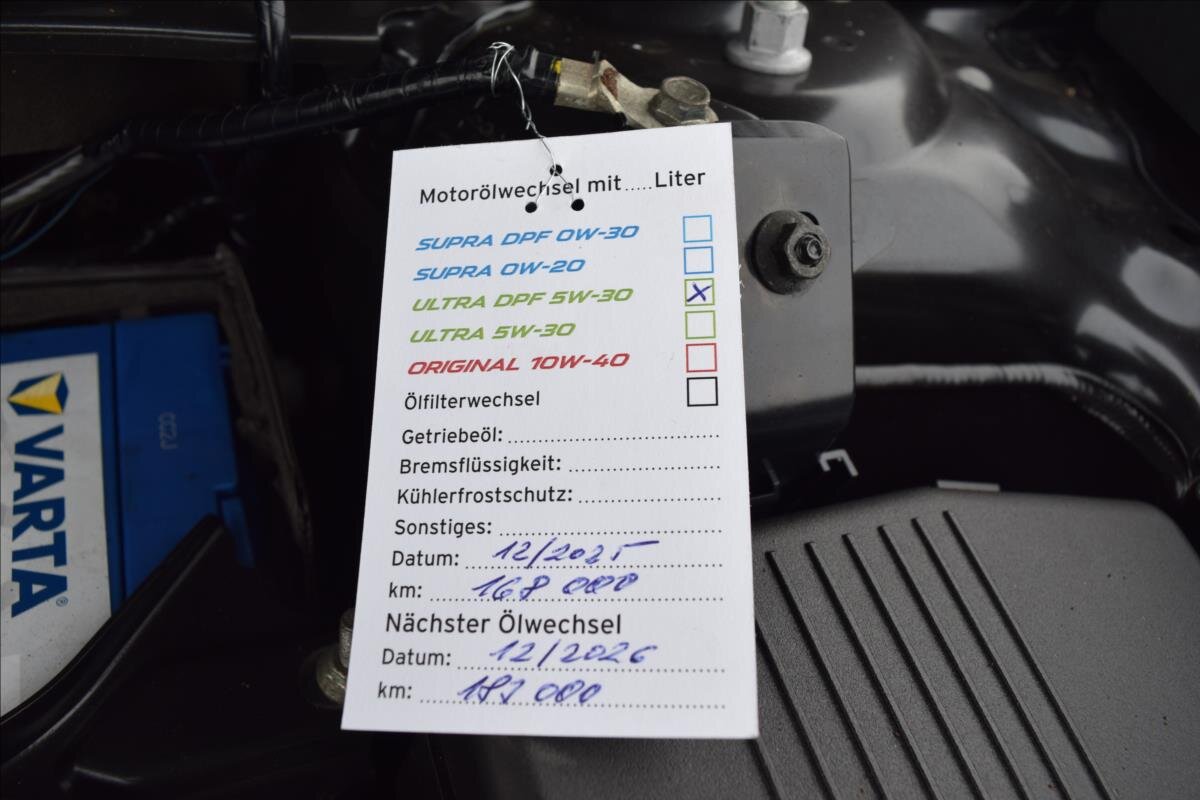 Motorölwechsel mit.....Liter
SUPRA DPF 0W-30
SUPRA 0W-20
ULTRA DPF 5W-30 X
ULTRA 5W-30
ORIGINAL 10W-40
Ölfilterwechsel
Getriebeöl:
Bremsflüssigkeit:
Kühlerfrostschutz:
Sonstiges:
Datum: 12/2025
km: 168 000
Nächster Ölwechsel
Datum: 12/2026
km:
VARTA®